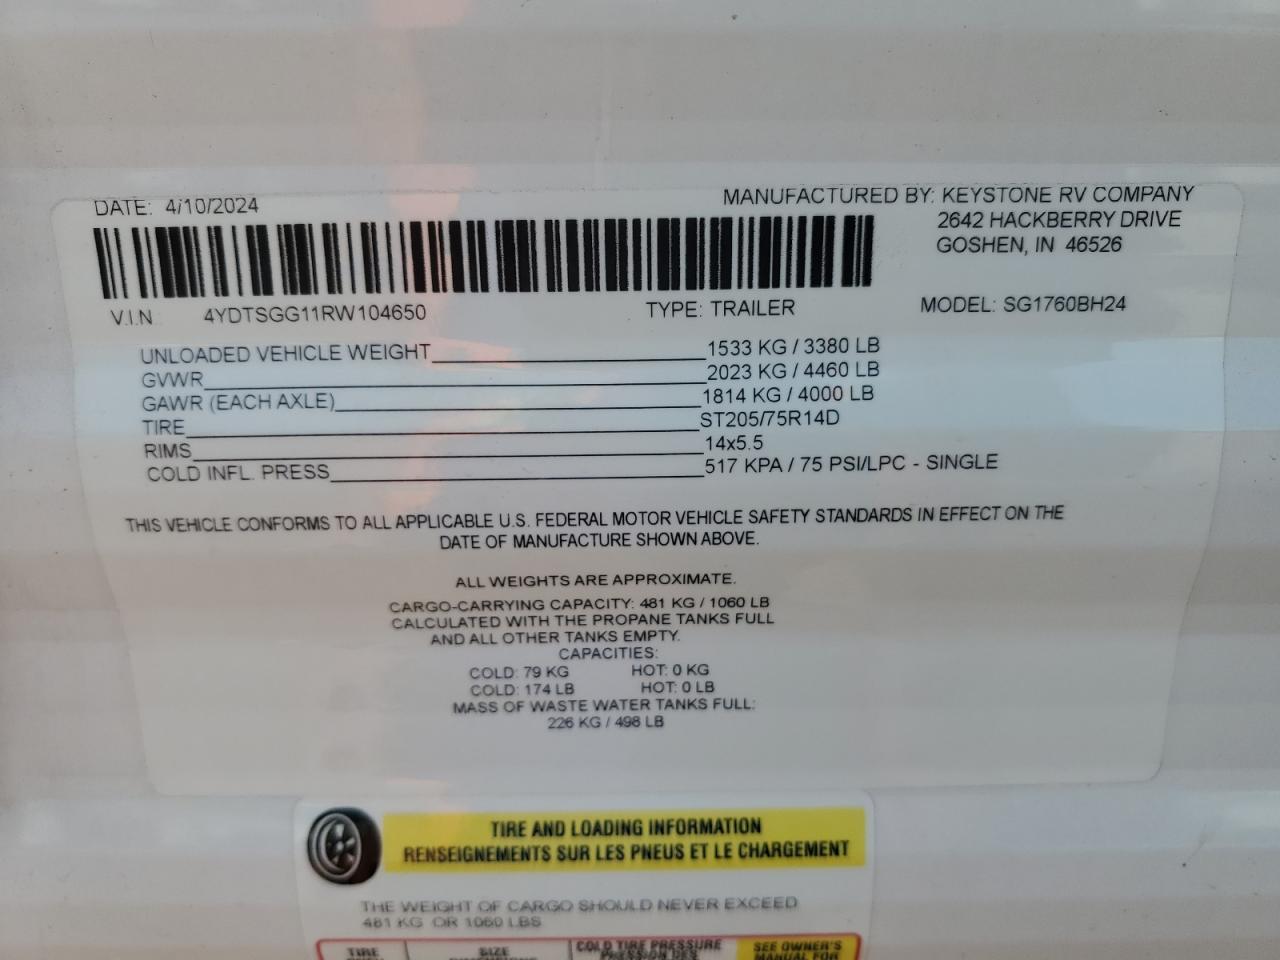 DATE: 4/10/2024
MANUFACTURED BY: KEYSTONE RV COMPANY
2642 HACKBERRY DRIVE
GOSHEN, IN 46526
V.I.N. 4YDTSGG11RW104650 TYPE: TRAILER MODEL: SG1760BH24
UNLOADED VEHICLE WEIGHT 1533 KG / 3380 LB
GVWR 2023 KG / 4460 LB
GAWR (EACH AXLE) 1814 KG / 4000 LB
TIRE ST205/75R14D
RIMS 14x5.5
COLD INFL. PRESS 517 KPA / 75 PSI/LPC - SINGLE
THIS VEHICLE CONFORMS TO ALL APPLICABLE U.S. FEDERAL MOTOR VEHICLE SAFETY STANDARDS IN EFFECT ON THE
DATE OF MANUFACTURE SHOWN ABOVE.
ALL WEIGHTS ARE APPROXIMATE.
CARGO-CARRYING CAPACITY: 481 KG / 1060 LB
CALCULATED WITH THE PROPANE TANKS FULL
AND ALL OTHER TANKS EMPTY.
CAPACITIES:
COLD: 79 KG HOT: 0 KG
COLD: 174 LB HOT: 0 LB
MASS OF WASTE WATER TANKS FULL:
226 KG / 498 LB
TIRE AND LOADING INFORMATION
RENSEIGNEMENTS SUR LES PNEUS ET LE CHARGEMENT
THE WEIGHT OF CARGO SHOULD NEVER EXCEED
481 KG OR 1060 LBS
TIRE SIZE COLD TIRE PRESSURE SEE OWNER'S
MANUAL FOR